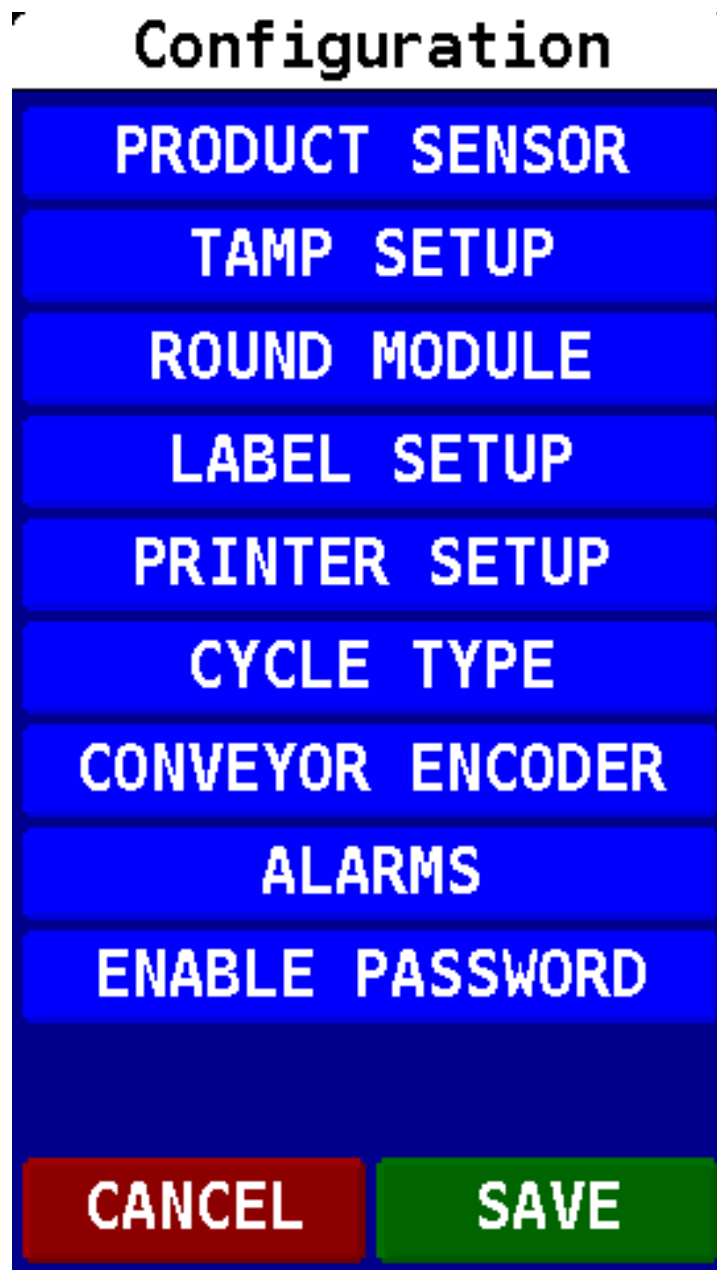 Configuration
PRODUCT SENSOR
TAMP SETUP
ROUND MODULE
LABEL SETUP
PRINTER SETUP
CYCLE TYPE
CONVEYOR ENCODER
ALARMS
ENABLE PASSWORD
CANCEL SAVE